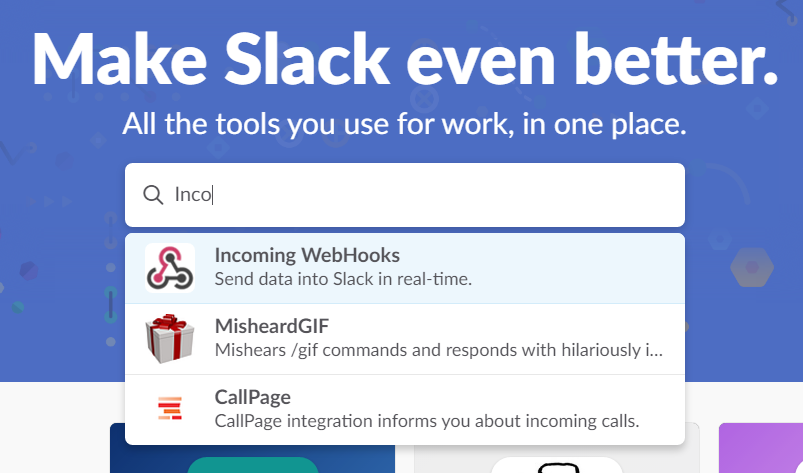 Make Slack even better.
All the tools you use for work, in one place.
Inco
Incoming WebHooks
Send data into Slack in real-time.
MisheardGIF
Mishears /gif commands and responds with hilariously i...
CallPage
CallPage integration informs you about incoming calls.